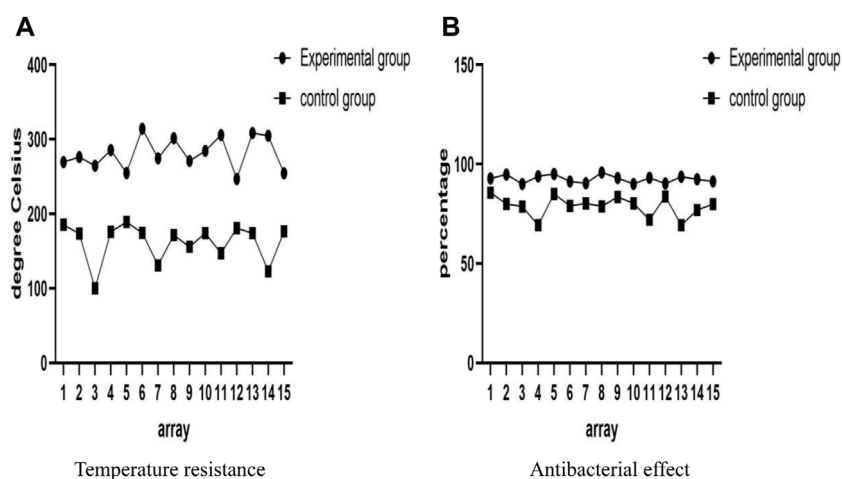 A
Experimental group
control group
400
300
200
100
0
degree Celsius
1 2 3 4 5 6 7 8 9 10 11 12 13 14 15
array
Temperature resistance
B
Experimental group
control group
150
100
50
0
percentage
1 2 3 4 5 6 7 8 9 10 11 12 13 14 15
array
Antibacterial effect